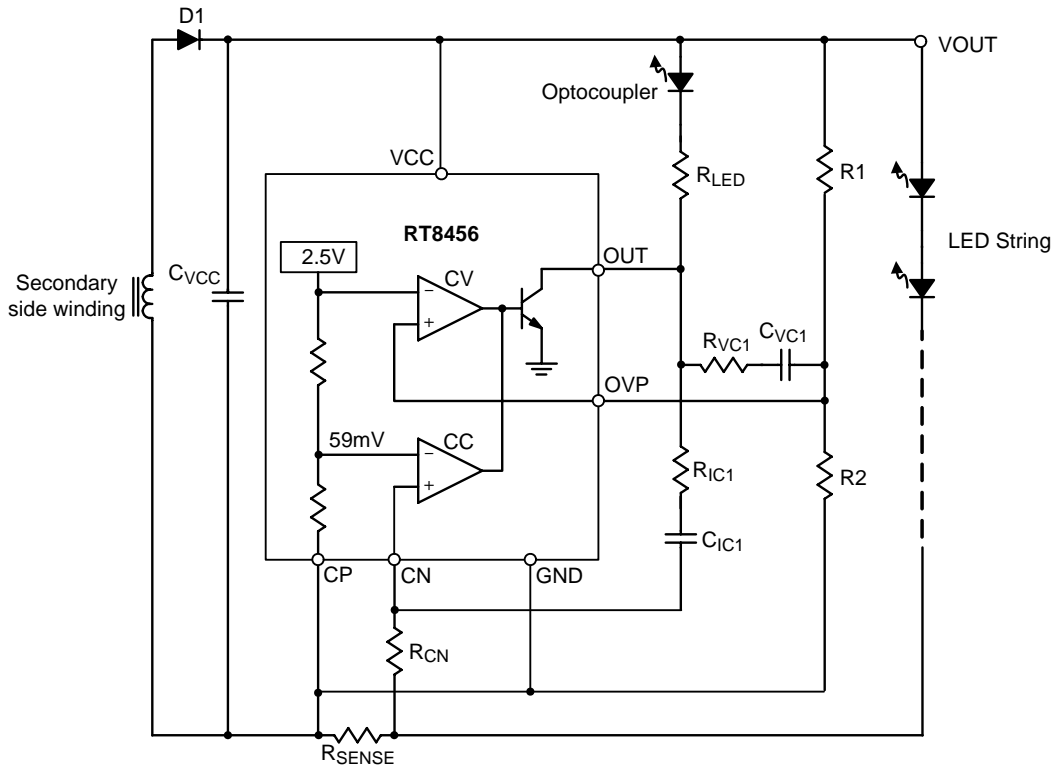 D1
VOUT
Optocoupler
VCC
RLED
R1
RT8456
2.5V
OUT
LED String
Secondary
side winding
CVCC
CV
−
+
RVC1
CVC1
OVP
59mV
CC
−
+
RIC1
R2
CIC1
CP
CN
GND
RCN
RSENSE